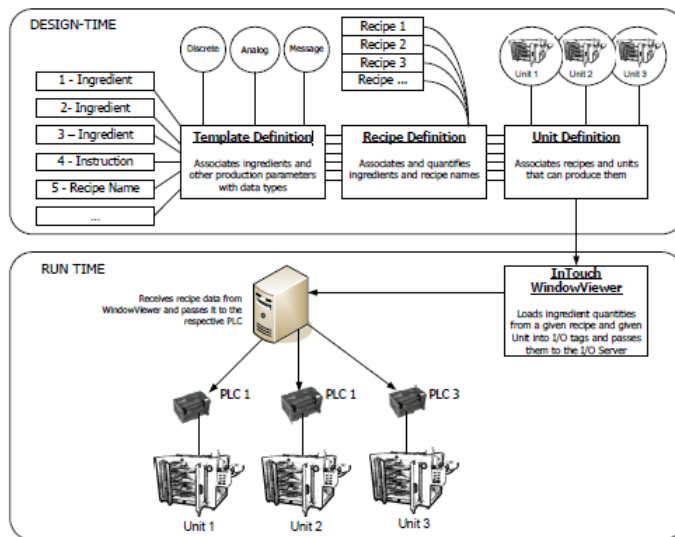 DESIGN-TIME
Discrete
Analog
Message
Recipe 1
Recipe 2
Recipe 3
Recipe ...
Unit 1
Unit 2
Unit 3
1 - Ingredient
2- Ingredient
3 – Ingredient
4 - Instruction
5 - Recipe Name
...
Template Definition
Associates ingredients and
other production parameters
with data types
Recipe Definition
Associates and quantifies
ingredients and recipe names
Unit Definition
Associates recipes and units
that can produce them
RUN TIME
Receives recipe data from
WindowViewer and passes it to the
respective PLC
InTouch
WindowViewer
Loads ingredient quantities
from a given recipe and given
Unit into I/O tags and passes
them to the I/O Server
PLC 1
PLC 1
PLC 3
Unit 1
Unit 2
Unit 3